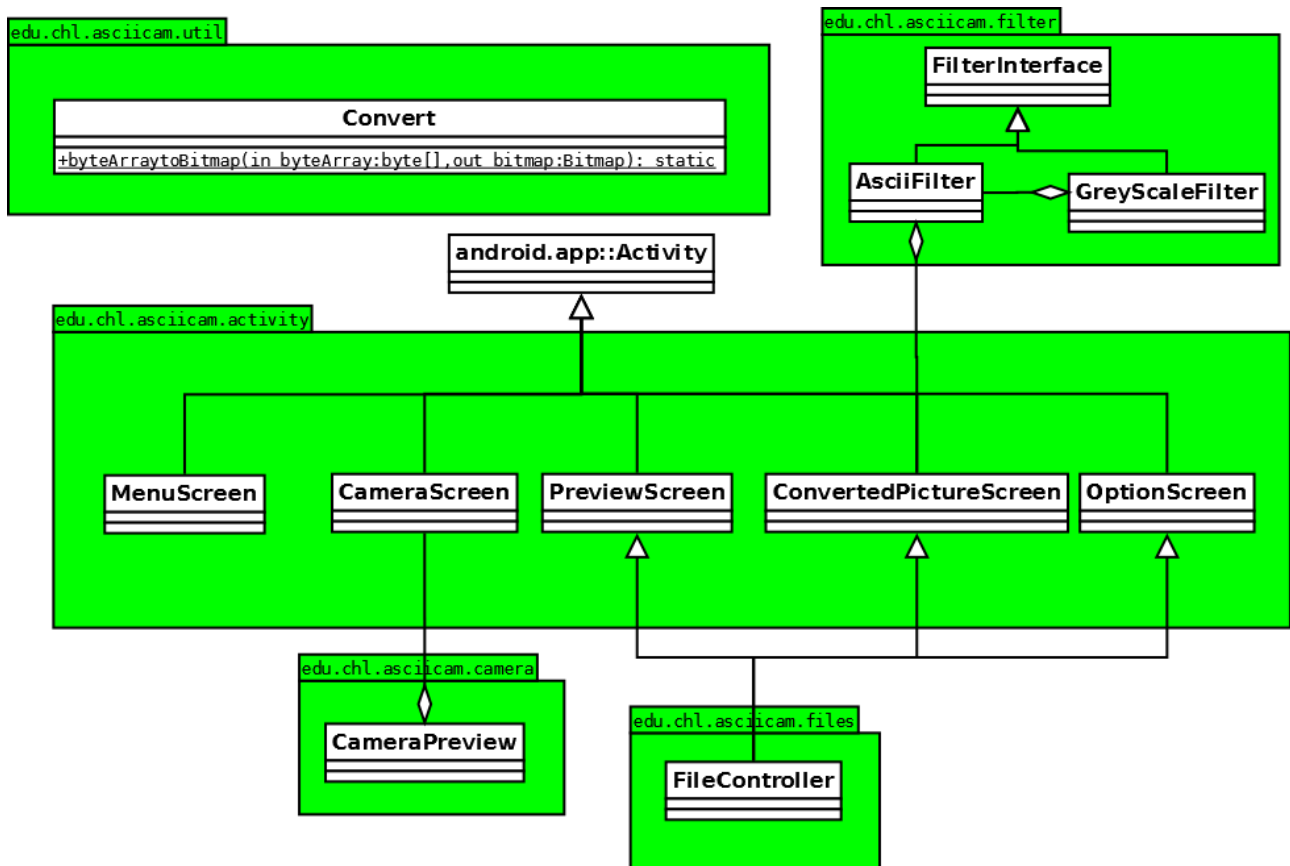 edu.chl.asciicam.util
Convert
+byteArraytoBitmap(in byteArray:byte[],out bitmap:Bitmap): static
edu.chl.asciicam.filter
FilterInterface
AsciiFilter
GreyScaleFilter
android.app::Activity
edu.chl.asciicam.activity
MenuScreen
CameraScreen
PreviewScreen
ConvertedPictureScreen
OptionScreen
edu.chl.asciicam.camera
CameraPreview
edu.chl.asciicam.files
FileController